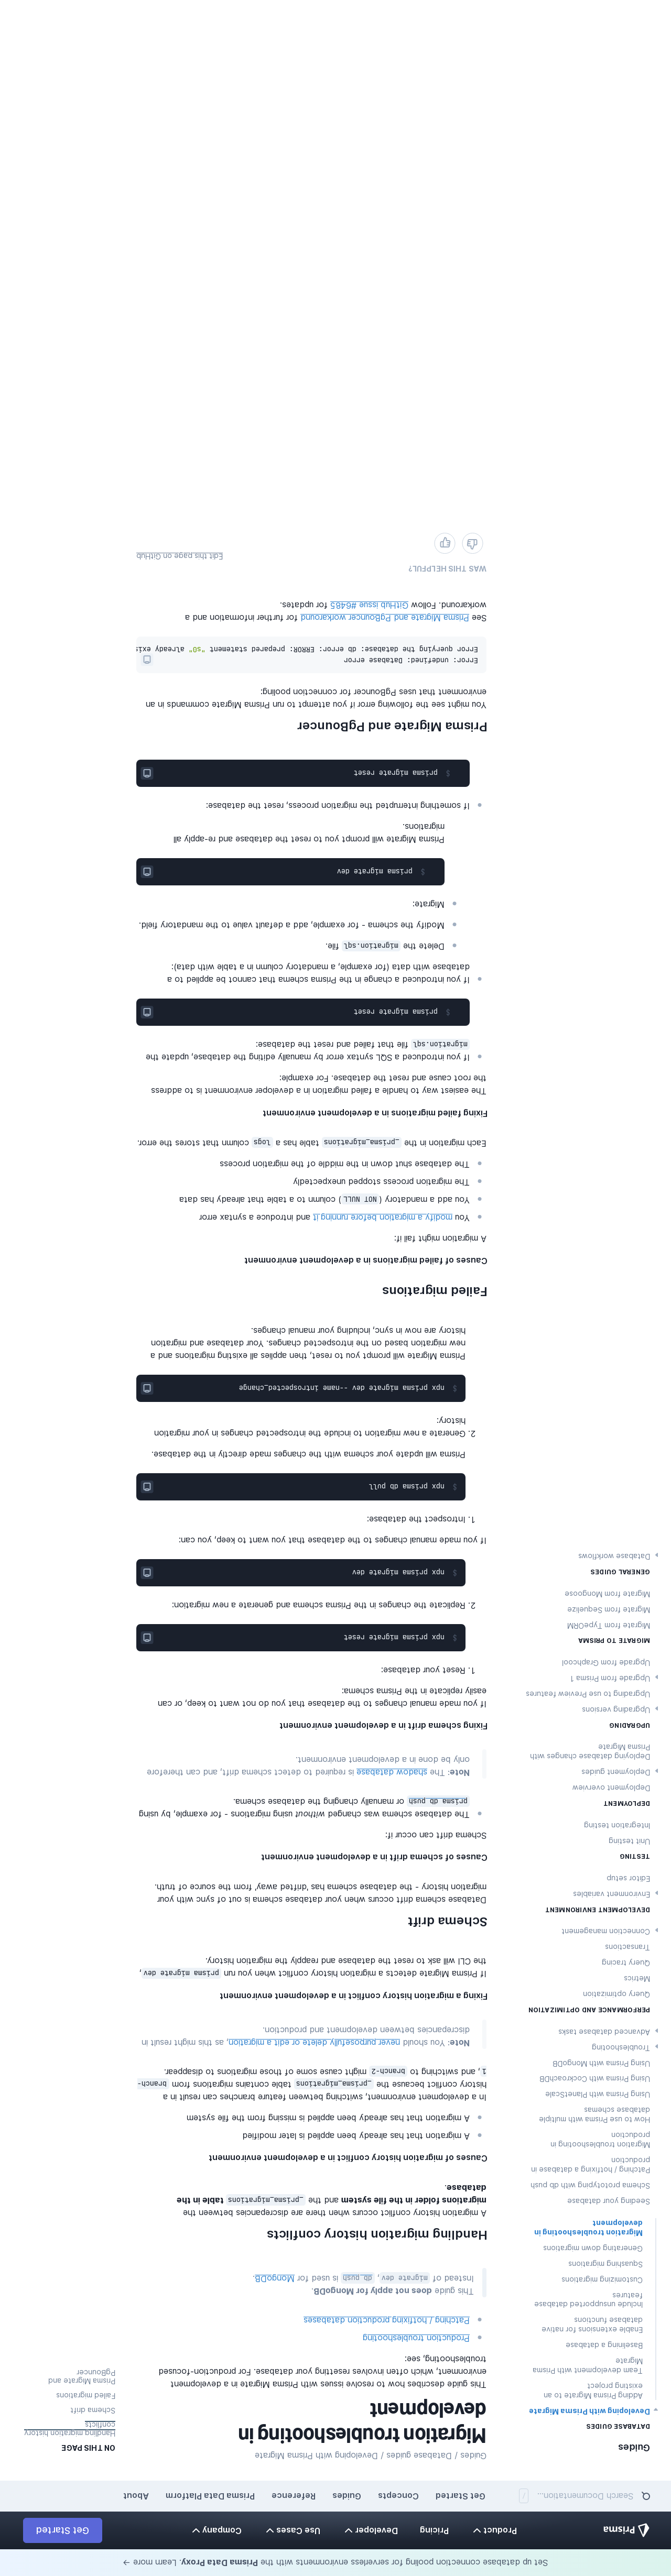 Set up database connection pooling for serverless environments with the Prisma Data Proxy. Learn more →
Prisma
Product
Pricing
Developer
Use Cases
Company
Get Started
Search Documentation...
/
Get Started
Concepts
Guides
Reference
Prisma Data Platform
About
Guides
DATABASE GUIDES
Developing with Prisma Migrate
Adding Prisma Migrate to an
existing project
Team development with Prisma
Migrate
Baselining a database
Enable extensions for native
database functions
Include unsupported database
features
Customizing migrations
Squashing migrations
Generating down migrations
Migration troubleshooting in
development
Seeding your database
Schema prototyping with db push
Patching / hotfixing a database in
production
Migration troubleshooting in
production
How to use Prisma with multiple
database schemas
Using Prisma with PlanetScale
Using Prisma with CockroachDB
Using Prisma with MongoDB
Troubleshooting
Advanced database tasks
PERFORMANCE AND OPTIMIZATION
Query optimization
Metrics
Query tracing
Transactions
Connection management
DEVELOPMENT ENVIRONMENT
Environment variables
Editor setup
TESTING
Unit testing
Integration testing
DEPLOYMENT
Deployment overview
Deployment guides
Deploying database changes with
Prisma Migrate
UPGRADING
Upgrading versions
Upgrading to use Preview features
Upgrade from Prisma 1
Upgrade from Graphcool
MIGRATE TO PRISMA
Migrate from TypeORM
Migrate from Sequelize
Migrate from Mongoose
GENERAL GUIDES
Database workflows
Guides / Database guides / Developing with Prisma Migrate
Migration troubleshooting in
development
This guide describes how to resolve issues with Prisma Migrate in a development
environment, which often involves resetting your database. For production-focused
troubleshooting, see:
Production troubleshooting
Patching / hotfixing production databases
This guide does not apply for MongoDB.
Instead of migrate dev, db push is used for MongoDB.
Handling migration history conflicts
A migration history conflict occurs when there are discrepancies between the
migrations folder in the file system and the _prisma_migrations table in the
database.
Causes of migration history conflict in a development environment
A migration that has already been applied is later modified
A migration that has already been applied is missing from the file system
In a development environment, switching between feature branches can result in a
history conflict because the _prisma_migrations table contains migrations from branch-
1, and switching to branch-2 might cause some of those migrations to disappear.
Note: You should never purposefully delete or edit a migration, as this might result in
discrepancies between development and production.
Fixing a migration history conflict in a development environment
If Prisma Migrate detects a migration history conflict when you run prisma migrate dev,
the CLI will ask to reset the database and reapply the migration history.
Schema drift
Database schema drift occurs when your database schema is out of sync with your
migration history - the database schema has 'drifted away' from the source of truth.
Causes of schema drift in a development environment
Schema drift can occur if:
The database schema was changed without using migrations - for example, by using
prisma db push or manually changing the database schema.
Note: The shadow database is required to detect schema drift, and can therefore
only be done in a development environment.
Fixing schema drift in a development environment
If you made manual changes to the database that you do not want to keep, or can
easily replicate in the Prisma schema:
1. Reset your database:
$ npx prisma migrate reset
2. Replicate the changes in the Prisma schema and generate a new migration:
$ npx prisma migrate dev
If you made manual changes to the database that you want to keep, you can:
1. Introspect the database:
$ npx prisma db pull
Prisma will update your schema with the changes made directly in the database.
2. Generate a new migration to include the introspected changes in your migration
history:
$ npx prisma migrate dev --name introspected_change
Prisma Migrate will prompt you to reset, then applies all existing migrations and a
new migration based on the introspected changes. Your database and migration
history are now in sync, including your manual changes.
Failed migrations
Causes of failed migrations in a development environment
A migration might fail if:
You modify a migration before running it and introduce a syntax error
You add a mandatory (NOT NULL) column to a table that already has data
The migration process stopped unexpectedly
The database shut down in the middle of the migration process
Each migration in the _prisma_migrations table has a logs column that stores the error.
Fixing failed migrations in a development environment
The easiest way to handle a failed migration in a developer environment is to address
the root cause and reset the database. For example:
If you introduced a SQL syntax error by manually editing the database, update the
migration.sql file that failed and reset the database:
$ prisma migrate reset
If you introduced a change in the Prisma schema that cannot be applied to a
database with data (for example, a mandatory column in a table with data):
Delete the migration.sql file.
Modify the schema - for example, add a default value to the mandatory field.
Migrate:
$ prisma migrate dev
Prisma Migrate will prompt you to reset the database and re-apply all
migrations.
If something interrupted the migration process, reset the database:
$ prisma migrate reset
Prisma Migrate and PgBouncer
You might see the following error if you attempt to run Prisma Migrate commands in an
environment that uses PgBouncer for connection pooling:
Error: undefined: Database error
Error querying the database: db error: ERROR: prepared statement "s0" already exis
See Prisma Migrate and PgBouncer workaround for further information and a
workaround. Follow GitHub issue #6485 for updates.
WAS THIS HELPFUL?
Edit this page on GitHub
ON THIS PAGE
Handling migration history
conflicts
Schema drift
Failed migrations
Prisma Migrate and
PgBouncer